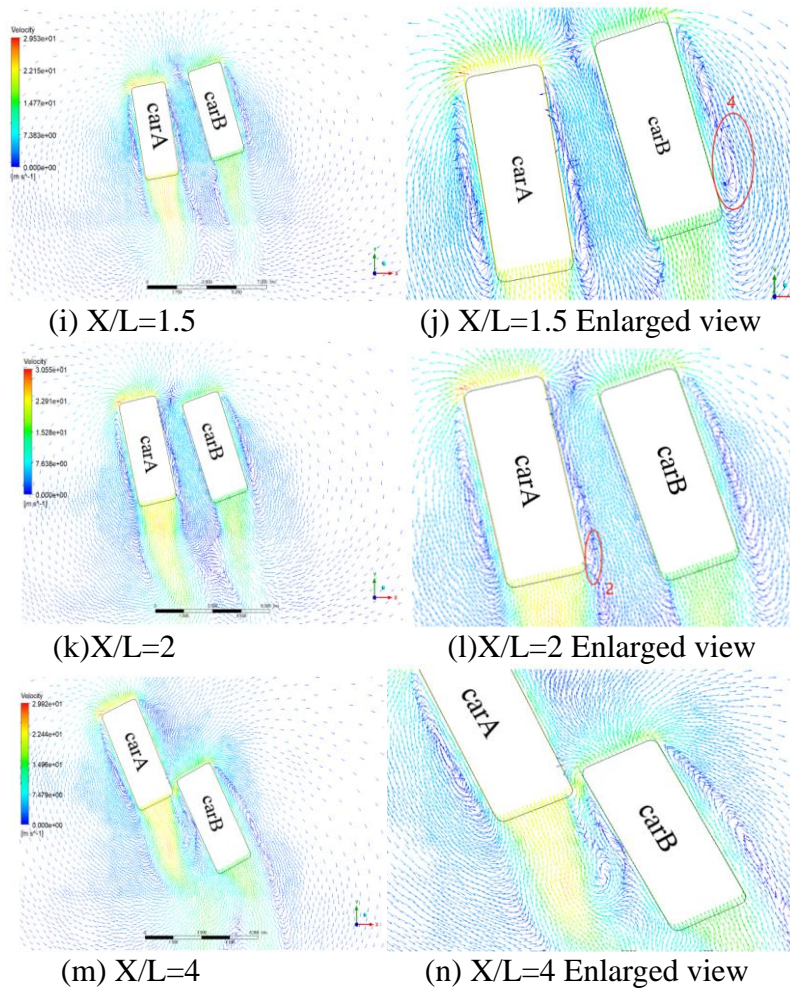 Velocity
2.953e+01
2.215e+01
1.477e+01
7.383e+00
0.000e+00
[m s^-1]
carA
carB
carA
carB
4
(i) X/L=1.5
(j) X/L=1.5 Enlarged view
Velocity
3.055e+01
2.291e+01
1.528e+01
7.638e+00
0.000e+00
[m s^-1]
carA
carB
carA
carB
2
(k)X/L=2
(l)X/L=2 Enlarged view
Velocity
2.992e+01
2.244e+01
1.496e+01
7.479e+00
0.000e+00
[m s^-1]
carA
carB
carA
carB
(m) X/L=4
(n) X/L=4 Enlarged view